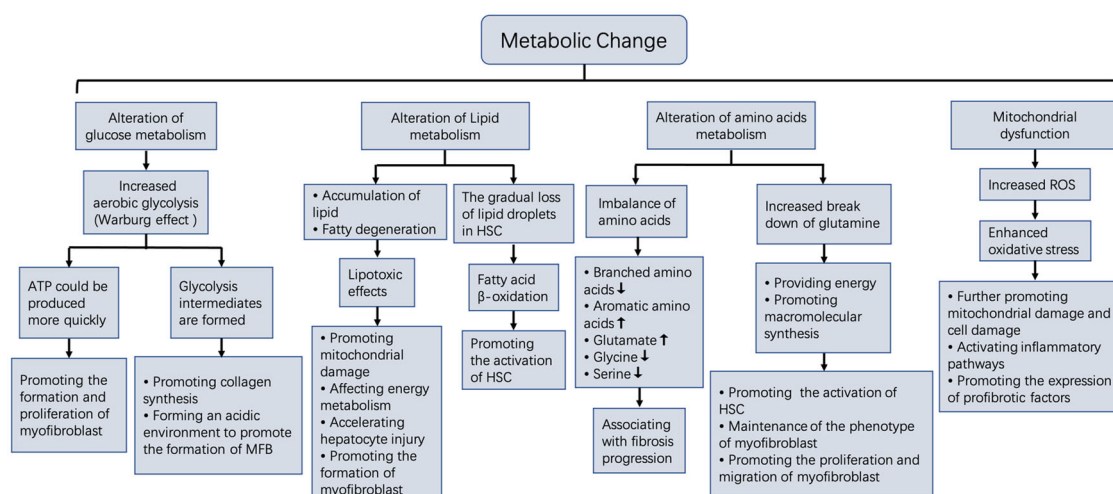 Metabolic Change
Alteration of
glucose metabolism
Increased
aerobic glycolysis
(Warburg effect )
ATP could be
produced
more quickly
Promoting the
formation and
proliferation of
myofibroblast
Glycolysis
intermediates
are formed
• Promoting collagen
synthesis
• Forming an acidic
environment to promote
the formation of MFB
Alteration of Lipid
metabolism
• Accumulation of
lipid
• Fatty degeneration
Lipotoxic
effects
• Promoting
mitochondrial
damage
• Affecting energy
metabolism
• Accelerating
hepatocyte injury
• Promoting the
formation of
myofibroblast
The gradual loss
of lipid droplets
in HSC
Fatty acid
β-oxidation
Promoting
the activation
of HSC
Alteration of amino acids
metabolism
Imbalance of
amino acids
• Branched amino
acids↓
• Aromatic amino
acids↑
• Glutamate↑
• Glycine↓
• Serine↓
Associating
with fibrosis
progression
Increased break
down of glutamine
• Providing energy
• Promoting
macromolecular
synthesis
• Promoting the activation of
HSC
• Maintenance of the phenotype
of myofibroblast
• Promoting the proliferation and
migration of myofibroblast
Mitochondrial
dysfunction
Increased ROS
Enhanced
oxidative stress
• Further promoting
mitochondrial damage and
cell damage
• Activating inflammatory
pathways
• Promoting the expression
of profibrotic factors